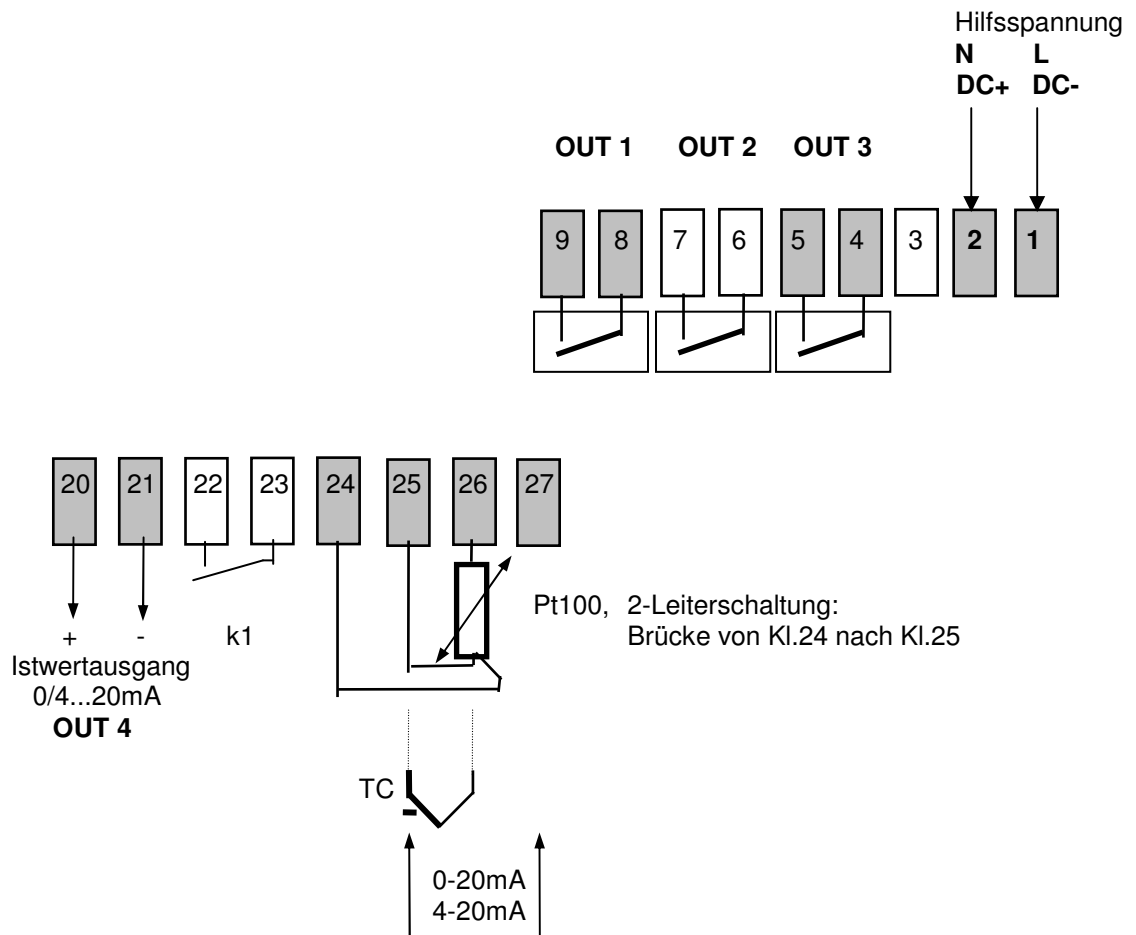 Hilfsspannung
N L
DC+ DC-
OUT 1 OUT 2 OUT 3
9 8 7 6 5 4 3 2 1
20 21 22 23 24 25 26 27
Pt100, 2-Leiterschaltung:
Brücke von Kl.24 nach Kl.25
+ - k1
Istwertausgang
0/4...20mA
OUT 4
TC
-
0-20mA
4-20mA